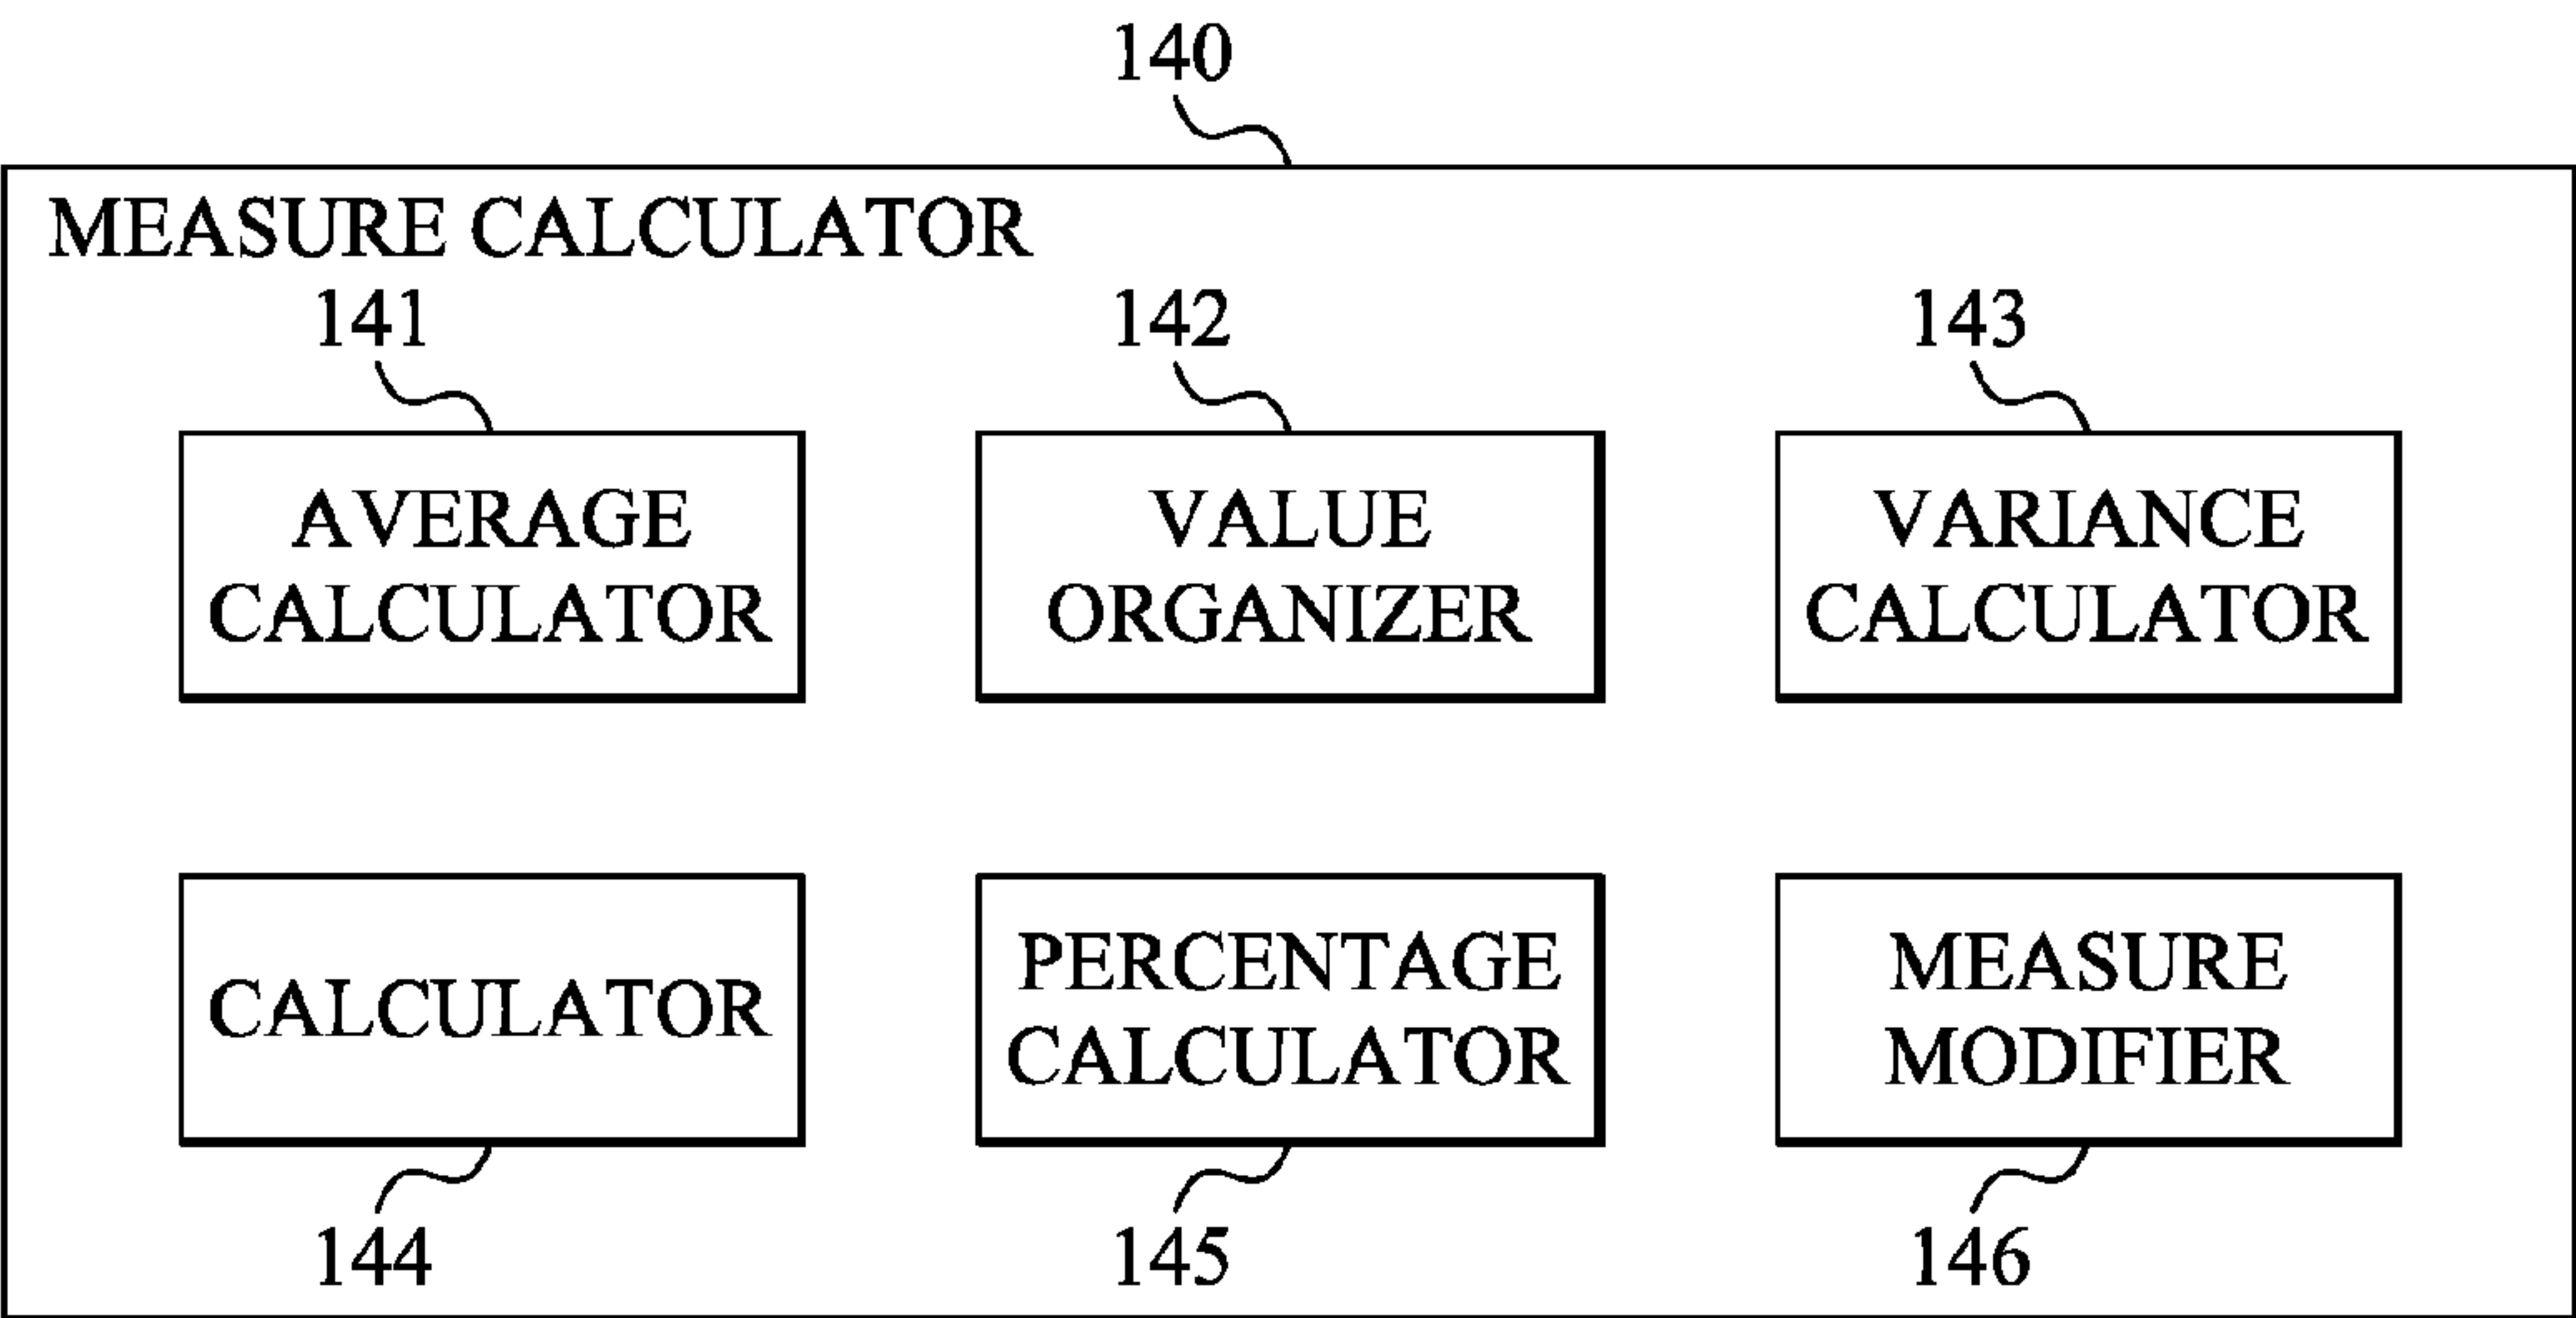 140
MEASURE CALCULATOR
141
142
143
AVERAGE
CALCULATOR
VALUE
ORGANIZER
VARIANCE
CALCULATOR
CALCULATOR
PERCENTAGE
CALCULATOR
MEASURE
MODIFIER
144
145
146